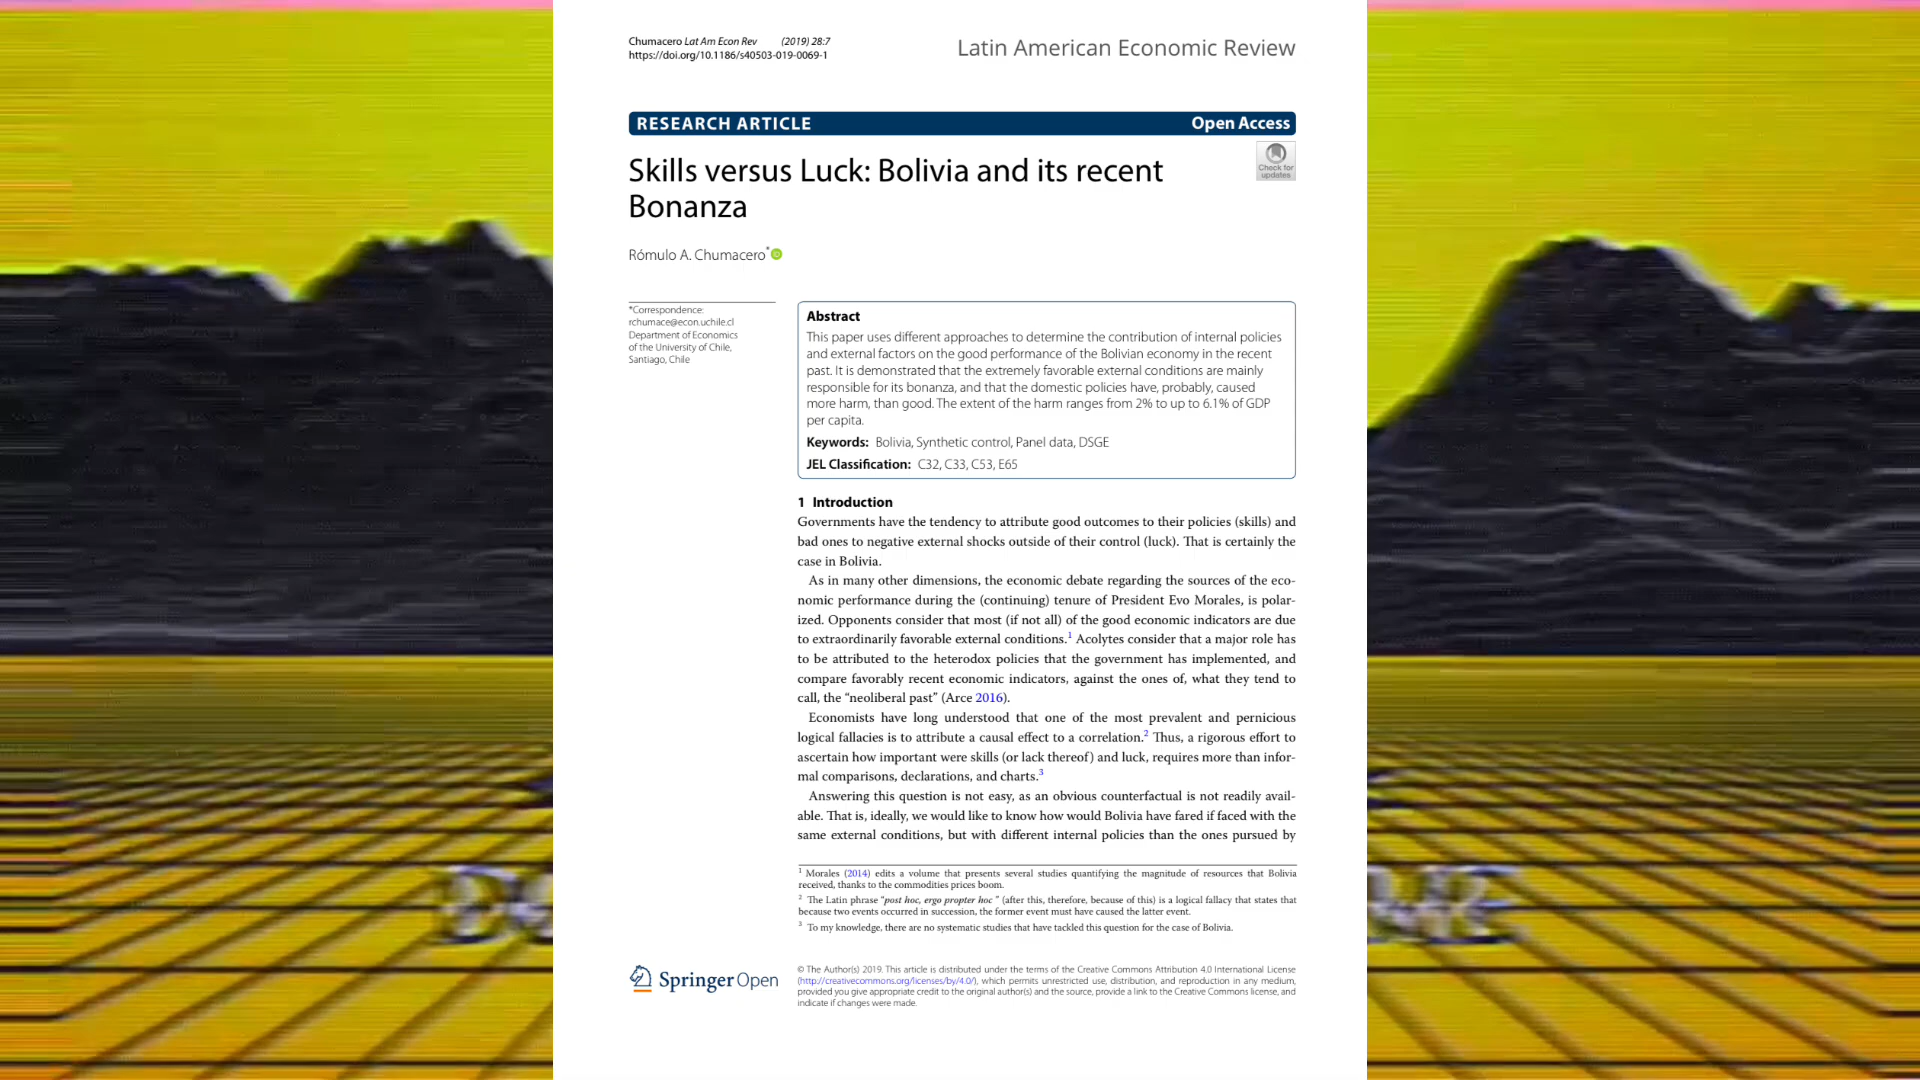 Chumacero Lat Am Econ Rev (2019) 28:7
https://doi.org/10.1186/s40503-019-0069-1
Latin American Economic Review
RESEARCH ARTICLE
Open Access
Check for
updates
Skills versus Luck: Bolivia and its recent
Bonanza
Rómulo A. Chumacero*
*Correspondence:
rchumace@econ.uchile.cl
Department of Economics
of the University of Chile,
Santiago, Chile
Abstract
This paper uses different approaches to determine the contribution of internal policies
and external factors on the good performance of the Bolivian economy in the recent
past. It is demonstrated that the extremely favorable external conditions are mainly
responsible for its bonanza, and that the domestic policies have, probably, caused
more harm, than good. The extent of the harm ranges from 2% to up to 6.1% of GDP
per capita.
Keywords: Bolivia, Synthetic control, Panel data, DSGE
JEL Classification: C32, C33, C53, E65
1 Introduction
Governments have the tendency to attribute good outcomes to their policies (skills) and
bad ones to negative external shocks outside of their control (luck). That is certainly the
case in Bolivia.
As in many other dimensions, the economic debate regarding the sources of the eco-
nomic performance during the (continuing) tenure of President Evo Morales, is polar-
ized. Opponents consider that most (if not all) of the good economic indicators are due
to extraordinarily favorable external conditions.1 Acolytes consider that a major role has
to be attributed to the heterodox policies that the government has implemented, and
compare favorably recent economic indicators, against the ones of, what they tend to
call, the “neoliberal past” (Arce 2016).
Economists have long understood that one of the most prevalent and pernicious
logical fallacies is to attribute a causal effect to a correlation.2 Thus, a rigorous effort to
ascertain how important were skills (or lack thereof) and luck, requires more than infor-
mal comparisons, declarations, and charts.3
Answering this question is not easy, as an obvious counterfactual is not readily avail-
able. That is, ideally, we would like to know how would Bolivia have fared if faced with the
same external conditions, but with different internal policies than the ones pursued by
1 Morales (2014) edits a volume that presents several studies quantifying the magnitude of resources that Bolivia
received, thanks to the commodities prices boom.
2 The Latin phrase “post hoc, ergo propter hoc ” (after this, therefore, because of this) is a logical fallacy that states that
because two events occurred in succession, the former event must have caused the latter event.
3 To my knowledge, there are no systematic studies that have tackled this question for the case of Bolivia.
Springer Open
© The Author(s) 2019. This article is distributed under the terms of the Creative Commons Attribution 4.0 International License
(http://creativecommons.org/licenses/by/4.0/), which permits unrestricted use, distribution, and reproduction in any medium,
provided you give appropriate credit to the original author(s) and the source, provide a link to the Creative Commons license, and
indicate if changes were made.